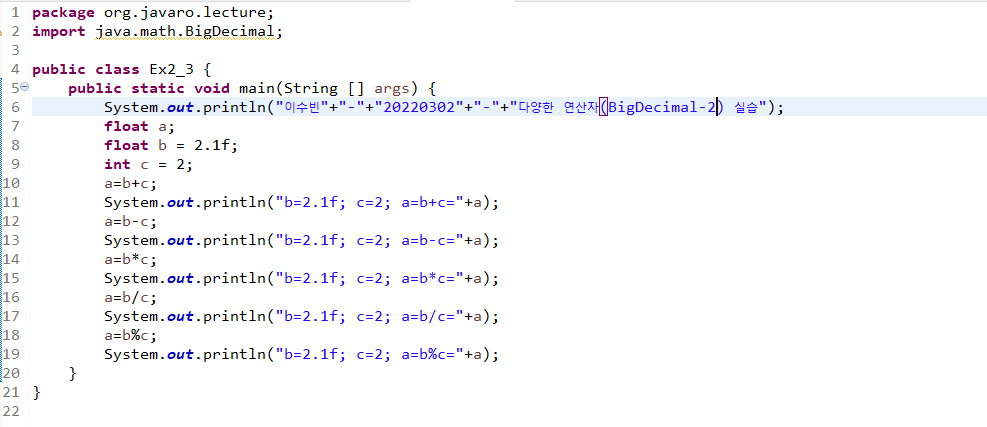 1 package org.javaro.lecture;
2 import java.math.BigDecimal;
3
4 public class Ex2_3 {
5 public static void main(String [] args) {
6 System.out.println("이수빈"+"-"+"20220302"+"-"+"다양한 연산자(BigDecimal-2) 실습");
7 float a;
8 float b = 2.1f;
9 int c = 2;
10 a=b+c;
11 System.out.println("b=2.1f; c=2; a=b+c="+a);
12 a=b-c;
13 System.out.println("b=2.1f; c=2; a=b-c="+a);
14 a=b*c;
15 System.out.println("b=2.1f; c=2; a=b*c="+a);
16 a=b/c;
17 System.out.println("b=2.1f; c=2; a=b/c="+a);
18 a=b%c;
19 System.out.println("b=2.1f; c=2; a=b%c="+a);
20 }
21 }
22